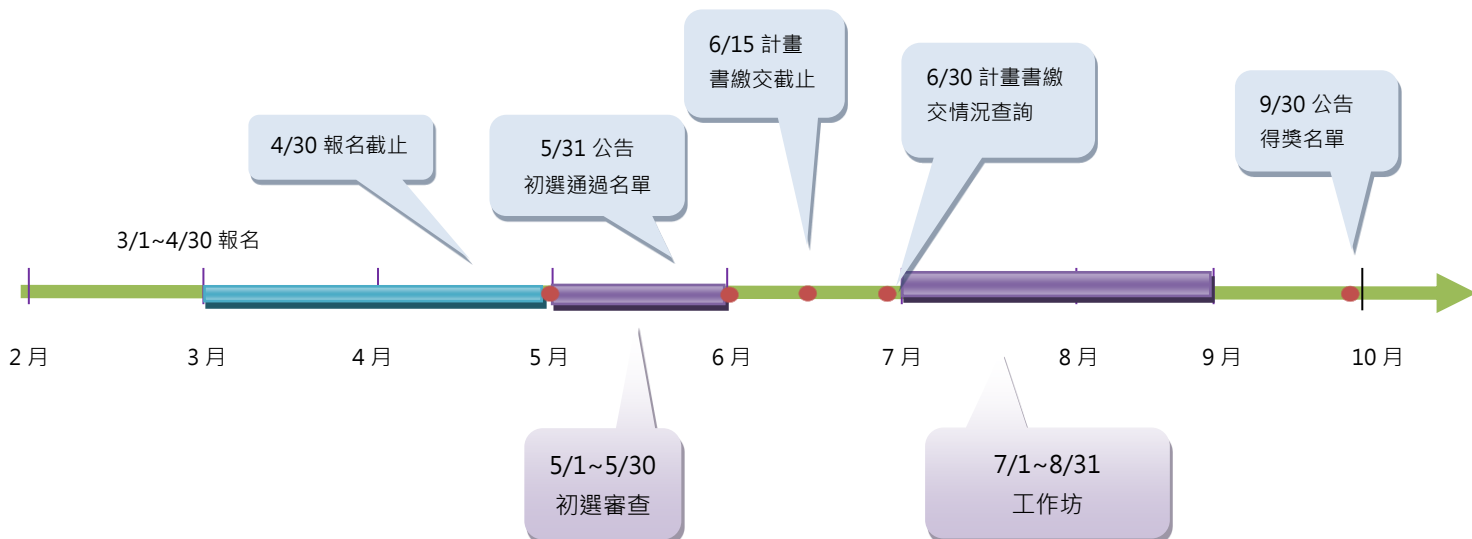 6/15 計畫
書繳交截止
6/30 計畫書繳
交情況查詢
9/30 公告
得獎名單
4/30 報名截止
5/31 公告
初選通過名單
3/1~4/30 報名
2 月
3 月
4 月
5 月
6 月
7 月
8 月
9 月
10 月
5/1~5/30
初選審查
7/1~8/31
工作坊